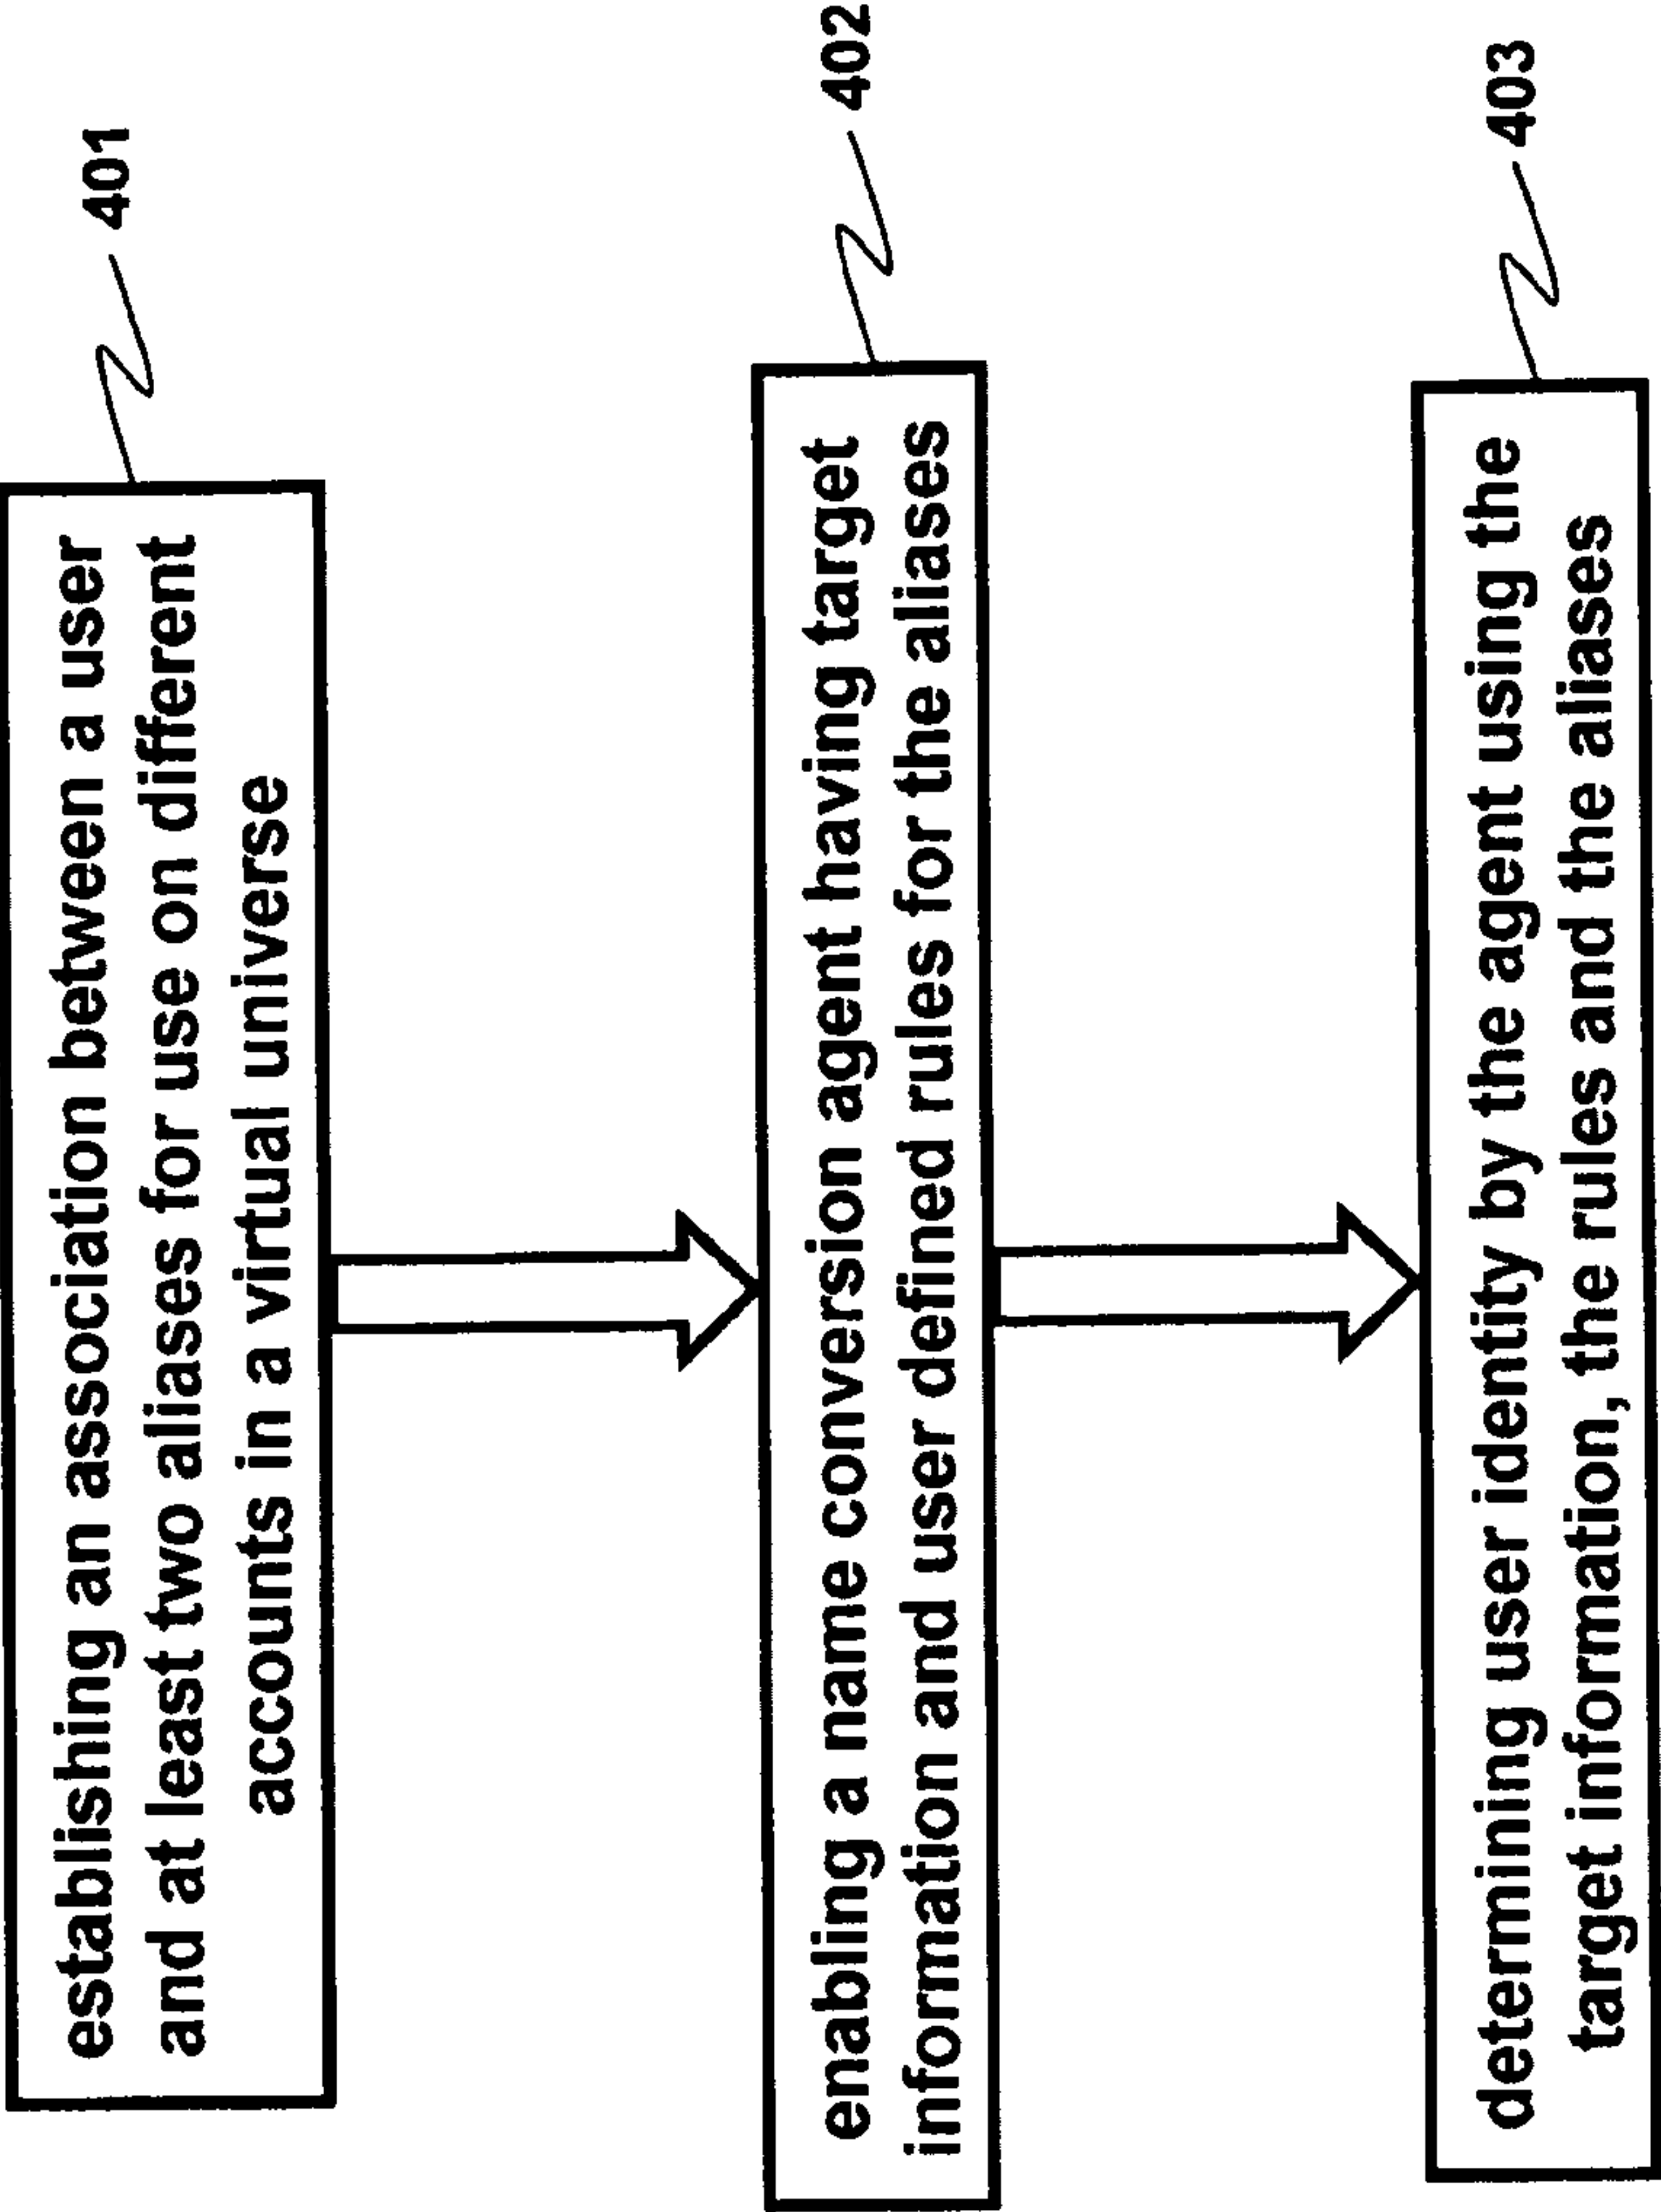 establishing an association between a user
and at least two aliases for use on different
accounts in a virtual universe
401
enabling a name conversion agent having target
information and user defined rules for the aliases
402
determining user identity by the agent using the
target information, the rules and the aliases
403